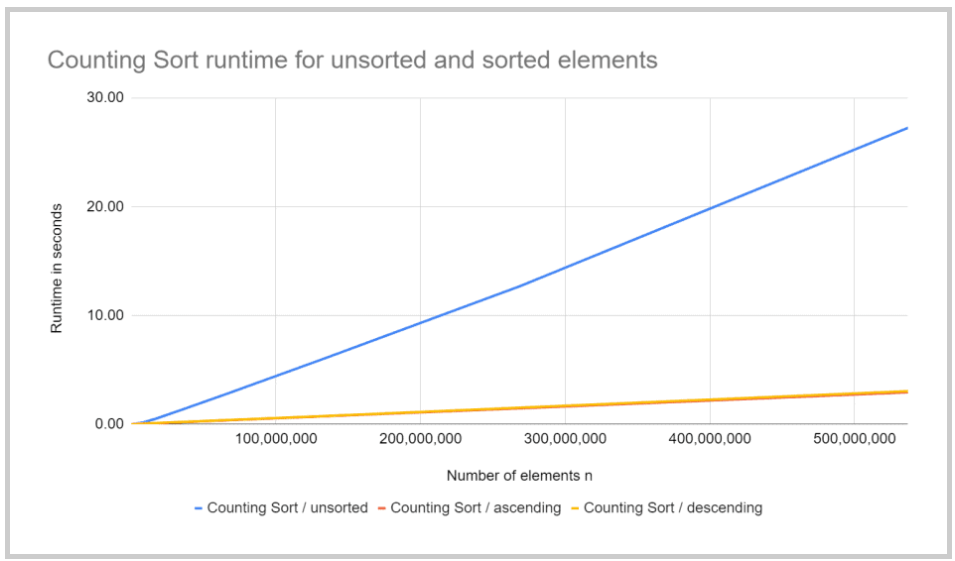 Counting Sort runtime for unsorted and sorted elements
30.00
20.00
10.00
0.00
Runtime in seconds
100,000,000 200,000,000 300,000,000 400,000,000 500,000,000
Number of elements n
Counting Sort / unsorted Counting Sort / ascending Counting Sort / descending